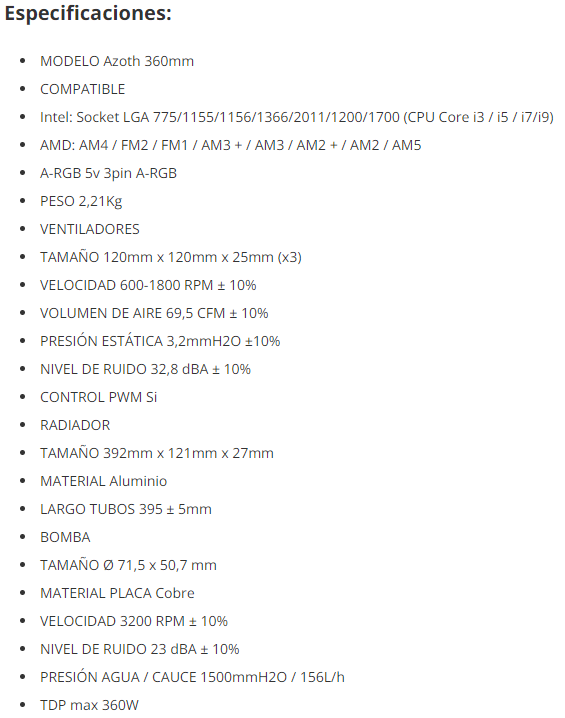 Especificaciones:
MODELO Azoth 360mm
COMPATIBLE
Intel: Socket LGA 775/1155/1156/1366/2011/1200/1700 (CPU Core i3 / i5 / i7/i9)
AMD: AM4 / FM2 / FM1 / AM3 + / AM3 / AM2 + / AM2 / AM5
A-RGB 5v 3pin A-RGB
PESO 2,21Kg
VENTILADORES
TAMAÑO 120mm x 120mm x 25mm (x3)
VELOCIDAD 600-1800 RPM ± 10%
VOLUMEN DE AIRE 69,5 CFM ± 10%
PRESIÓN ESTÁTICA 3,2mmH2O ±10%
NIVEL DE RUIDO 32,8 dBA ± 10%
CONTROL PWM Si
RADIADOR
TAMAÑO 392mm x 121mm x 27mm
MATERIAL Aluminio
LARGO TUBOS 395 ± 5mm
BOMBA
TAMAÑO Ø 71,5 x 50,7 mm
MATERIAL PLACA Cobre
VELOCIDAD 3200 RPM ± 10%
NIVEL DE RUIDO 23 dBA ± 10%
PRESIÓN AGUA / CAUCE 1500mmH2O / 156L/h
TDP max 360W